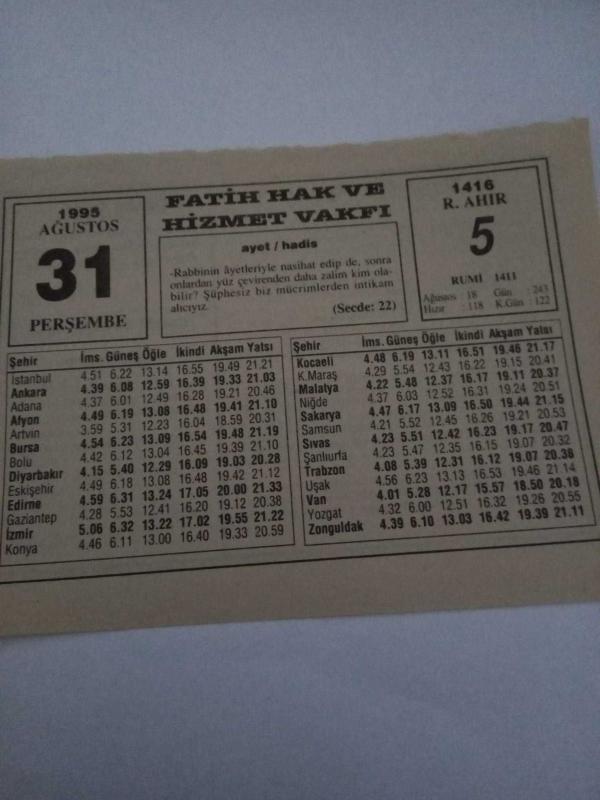 1995
AĞUSTOS
31
PERŞEMBE
FATİH HAK VE
HİZMET VAKFI
ayet / hadis
-Rabbinin âyetleriyle nasihat edip de, sonra
onlardan yüz çevirenden daha zalim kim ola-
bilir? Şüphesiz biz mücrimlerden intikam
alıcıyız.
(Secde: 22)
1416
R. AHIR
5
RUMİ 1411
Ağustos : 18 Gün : 243
Hızır : 118 K.Gün : 122
Şehir İms. Güneş Öğle İkindi Akşam Yatsı
İstanbul 4.51 6.22 13.14 16.55 19.49 21.21
Ankara 4.39 6.08 12.59 16.39 19.33 21.03
Adana 4.37 6.01 12.49 16.28 19.21 20.46
Afyon 4.49 6.19 13.08 16.48 19.41 21.10
Artvin 3.59 5.31 12.23 16.04 18.59 20.31
Bursa 4.54 6.23 13.09 16.54 19.48 21.19
Bolu 4.42 6.12 13.04 16.45 19.39 21.10
Diyarbakır 4.15 5.40 12.29 16.09 19.03 20.28
Eskişehir 4.49 6.18 13.08 16.48 19.42 21.12
Edirne 4.59 6.31 13.24 17.05 20.00 21.33
Gaziantep 4.28 5.53 12.41 16.20 19.12 20.38
İzmir 5.06 6.32 13.22 17.02 19.55 21.22
Konya 4.46 6.11 13.00 16.40 19.33 20.59
Şehir İms. Güneş Öğle İkindi Akşam Yatsı
Kocaeli 4.48 6.19 13.11 16.51 19.46 21.17
K.Maraş 4.29 5.54 12.43 16.22 19.15 20.41
Malatya 4.22 5.48 12.37 16.17 19.11 20.37
Niğde 4.37 6.03 12.52 16.31 19.24 20.51
Sakarya 4.47 6.17 13.09 16.50 19.44 21.15
Samsun 4.21 5.52 12.45 16.26 19.21 20.53
Sıvas 4.23 5.51 12.42 16.23 19.17 20.47
Şanlıurfa 4.23 5.47 12.35 16.15 19.07 20.32
Trabzon 4.08 5.39 12.31 16.12 19.07 20.38
Uşak 4.56 6.23 13.13 16.53 19.46 21.14
Van 4.01 5.28 12.17 15.57 18.50 20.18
Yozgat 4.32 6.00 12.51 16.32 19.26 20.55
Zonguldak 4.39 6.10 13.03 16.42 19.39 21.11